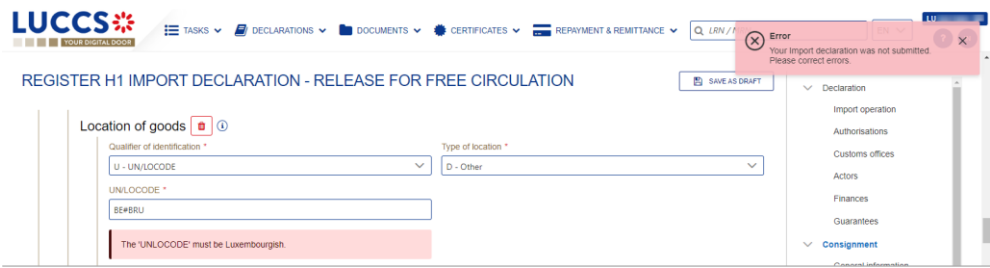 LUCCS
YOUR DIGITAL DOOR
TASKS
DECLARATIONS
DOCUMENTS
CERTIFICATES
REPAYMENT & REMITTANCE
LRN / 
EN
LU
Error
Your Import declaration was not submitted.
Please correct errors.
REGISTER H1 IMPORT DECLARATION - RELEASE FOR FREE CIRCULATION
SAVE AS DRAFT
Location of goods
Qualifier of identification *
U - UN/LOCODE
Type of location *
D - Other
UN/LOCODE *
BE#BRU
The 'UNLOCODE' must be Luxembourgish.
Declaration
Import operation
Authorisations
Customs offices
Actors
Finances
Guarantees
Consignment
General information